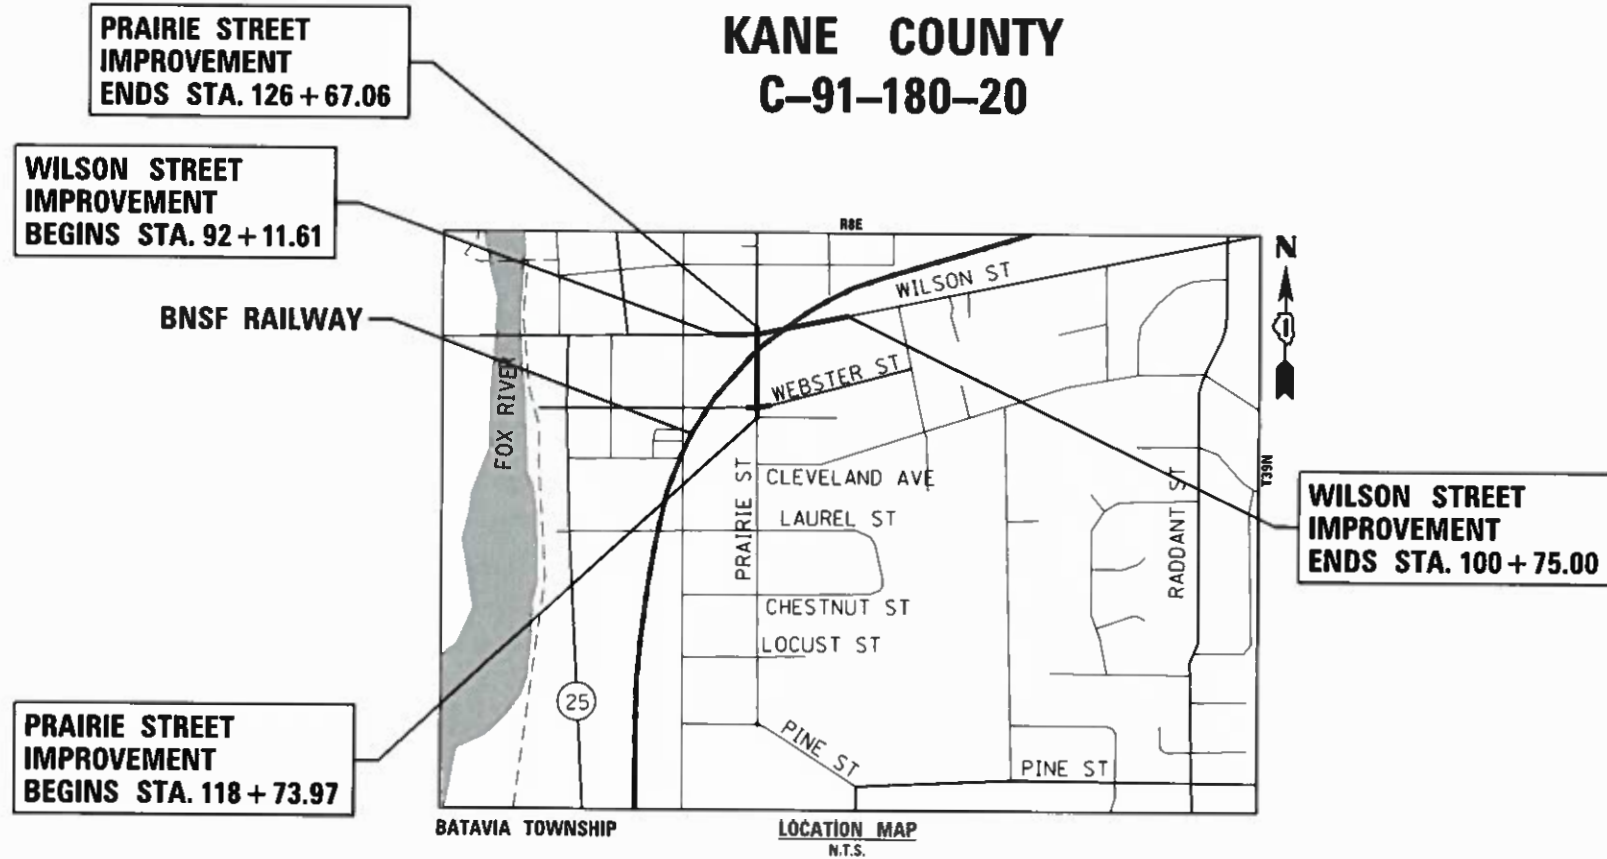 KANE COUNTY
C-91-180-20
PRAIRIE STREET
IMPROVEMENT
ENDS STA. 126+67.06
WILSON STREET
IMPROVEMENT
BEGINS STA. 92+11.61
BNSF RAILWAY
R8E
N
WILSON ST
WEBSTER ST
FOX RIVER
CLEVELAND AVE
T39N
PRAIRIE ST
LAUREL ST
RADDANT ST
WILSON STREET
IMPROVEMENT
ENDS STA. 100+75.00
CHESTNUT ST
LOCUST ST
25
PRAIRIE STREET
IMPROVEMENT
BEGINS STA. 118+73.97
PINE ST
PINE ST
BATAVIA TOWNSHIP
LOCATION MAP
N.T.S.